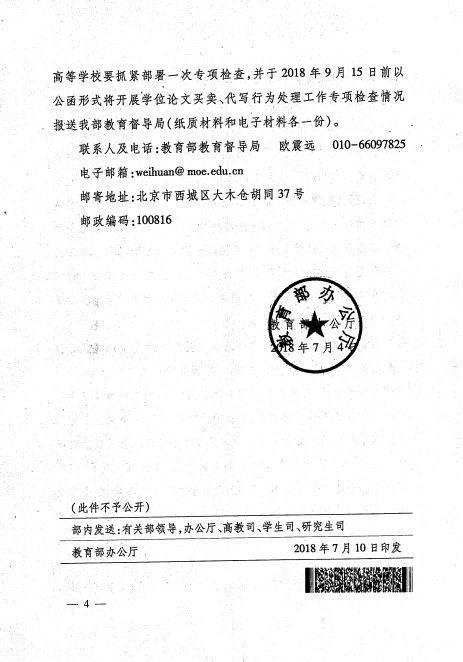 高等学校要抓紧部署一次专项检查,并于 2018 年 9 月 15 日前以
公函形式将开展学位论文买卖、代写行为处理工作专项检查情况
报送我部教育督导局(纸质材料和电子材料各一份)。
联系人及电话:教育部教育督导局 欧震远 010-66097825
电子邮箱:weihuan@moe.edu.cn
邮寄地址:北京市西城区大木仓胡同 37 号
邮政编码:100816
教育部办公厅
教育部办公厅
2018 年 7 月 4 日
(此件不予公开)
部内发送:有关部领导,办公厅、高教司、学生司、研究生司
教育部办公厅 2018 年 7 月 10 日印发
— 4 —